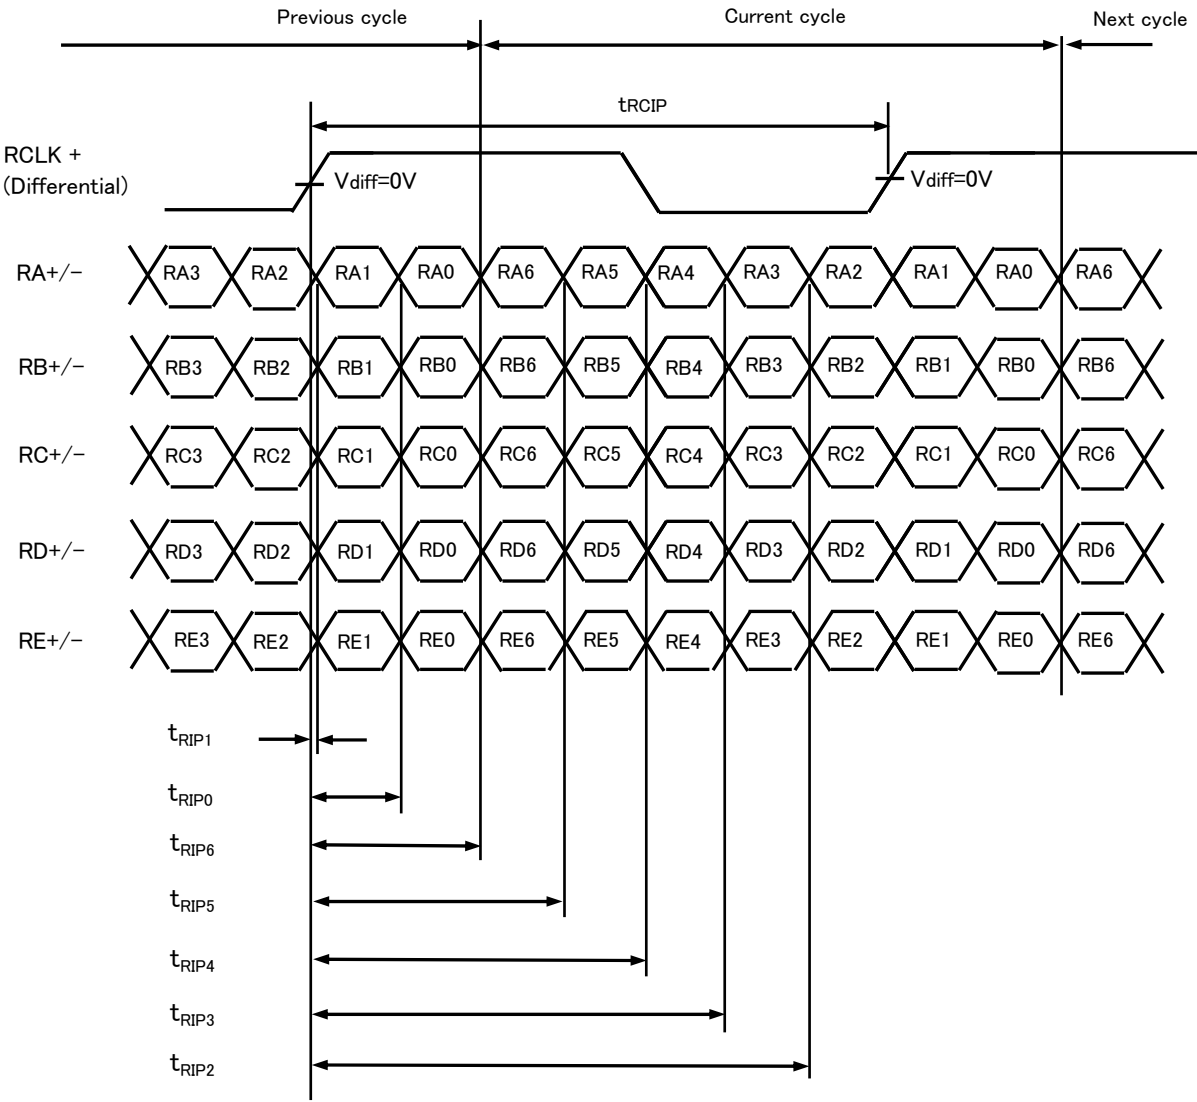 Previous cycle Current cycle Next cycle
tRCIP
RCLK +
(Differential)
Vdiff=0V Vdiff=0V
RA+/- RA3 RA2 RA1 RA0 RA6 RA5 RA4 RA3 RA2 RA1 RA0 RA6
RB+/- RB3 RB2 RB1 RB0 RB6 RB5 RB4 RB3 RB2 RB1 RB0 RB6
RC+/- RC3 RC2 RC1 RC0 RC6 RC5 RC4 RC3 RC2 RC1 RC0 RC6
RD+/- RD3 RD2 RD1 RD0 RD6 RD5 RD4 RD3 RD2 RD1 RD0 RD6
RE+/- RE3 RE2 RE1 RE0 RE6 RE5 RE4 RE3 RE2 RE1 RE0 RE6
tRIP1
tRIP0
tRIP6
tRIP5
tRIP4
tRIP3
tRIP2